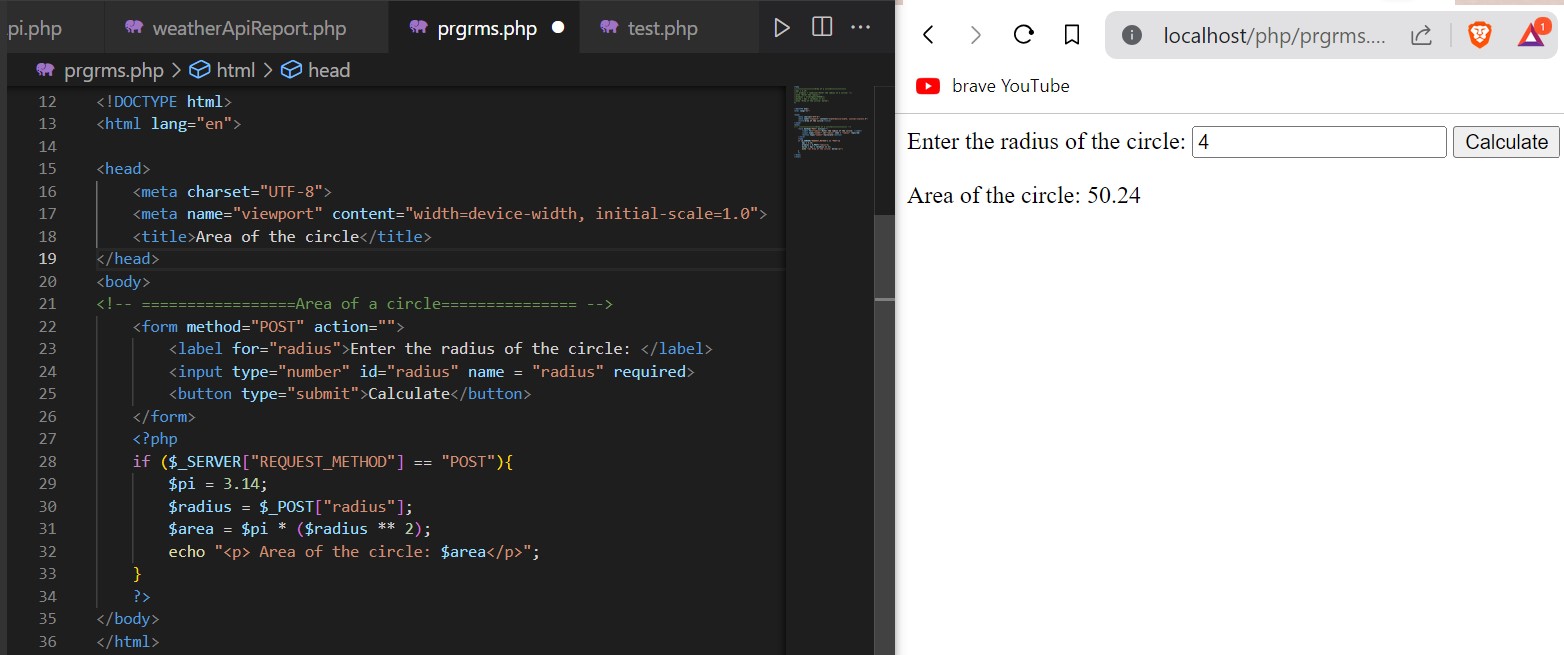 pi.php weatherApiReport.php prgrms.php test.php
prgrms.php > html > head
12 <!DOCTYPE html>
13 <html lang="en">
14
15 <head>
16 <meta charset="UTF-8">
17 <meta name="viewport" content="width=device-width, initial-scale=1.0">
18 <title>Area of the circle</title>
19 </head>
20 <body>
21 <!-- =================Area of a circle=============== -->
22 <form method="POST" action="">
23 <label for="radius">Enter the radius of the circle: </label>
24 <input type="number" id="radius" name = "radius" required>
25 <button type="submit">Calculate</button>
26 </form>
27 <?php
28 if ($_SERVER["REQUEST_METHOD"] == "POST"){
29 $pi = 3.14;
30 $radius = $_POST["radius"];
31 $area = $pi * ($radius ** 2);
32 echo "<p> Area of the circle: $area</p>";
33 }
34 ?>
35 </body>
36 </html>
localhost/php/prgrms.... 1
brave YouTube
Enter the radius of the circle: 4 Calculate
Area of the circle: 50.24